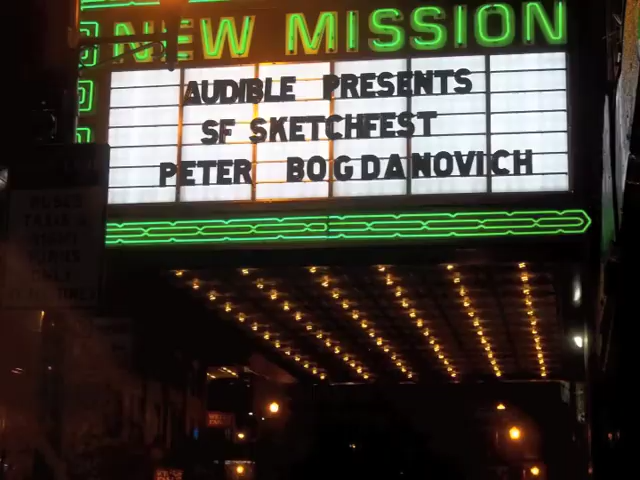 NEW MISSION
AUDIBLE PRESENTS
SF SKETCHFEST
PETER BOGDANOVICH